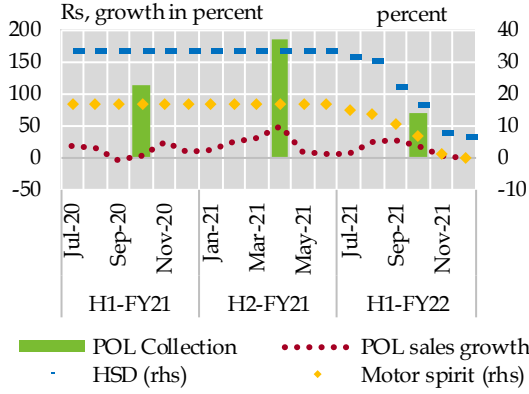 Rs, growth in percent percent
200 40
150 30
100 20
50 10
0 0
-50 -10
Jul-20 Sep-20 Nov-20 Jan-21 Mar-21 May-21 Jul-21 Sep-21 Nov-21
H1-FY21 H2-FY21 H1-FY22
POL Collection POL sales growth
HSD (rhs) Motor spirit (rhs)